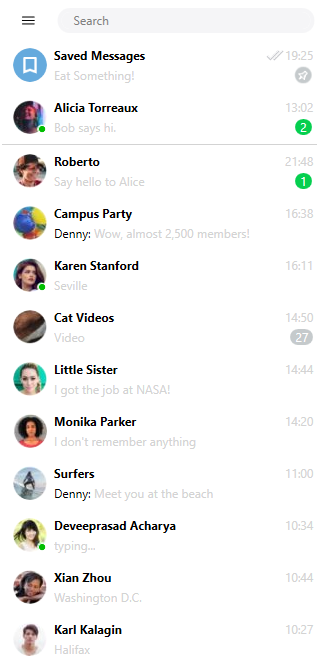 Search
Saved Messages 19:25
Eat Something!
Alicia Torreaux 13:02
Bob says hi. 2
Roberto 21:48
Say hello to Alice 1
Campus Party 16:38
Denny: Wow, almost 2,500 members!
Karen Stanford 16:11
Seville
Cat Videos 14:50
Video 27
Little Sister 14:44
I got the job at NASA!
Monika Parker 14:20
I don't remember anything
Surfers 11:00
Denny: Meet you at the beach
Deveeprasad Acharya 10:34
typing...
Xian Zhou 10:44
Washington D.C.
Karl Kalagin 10:27
Halifax